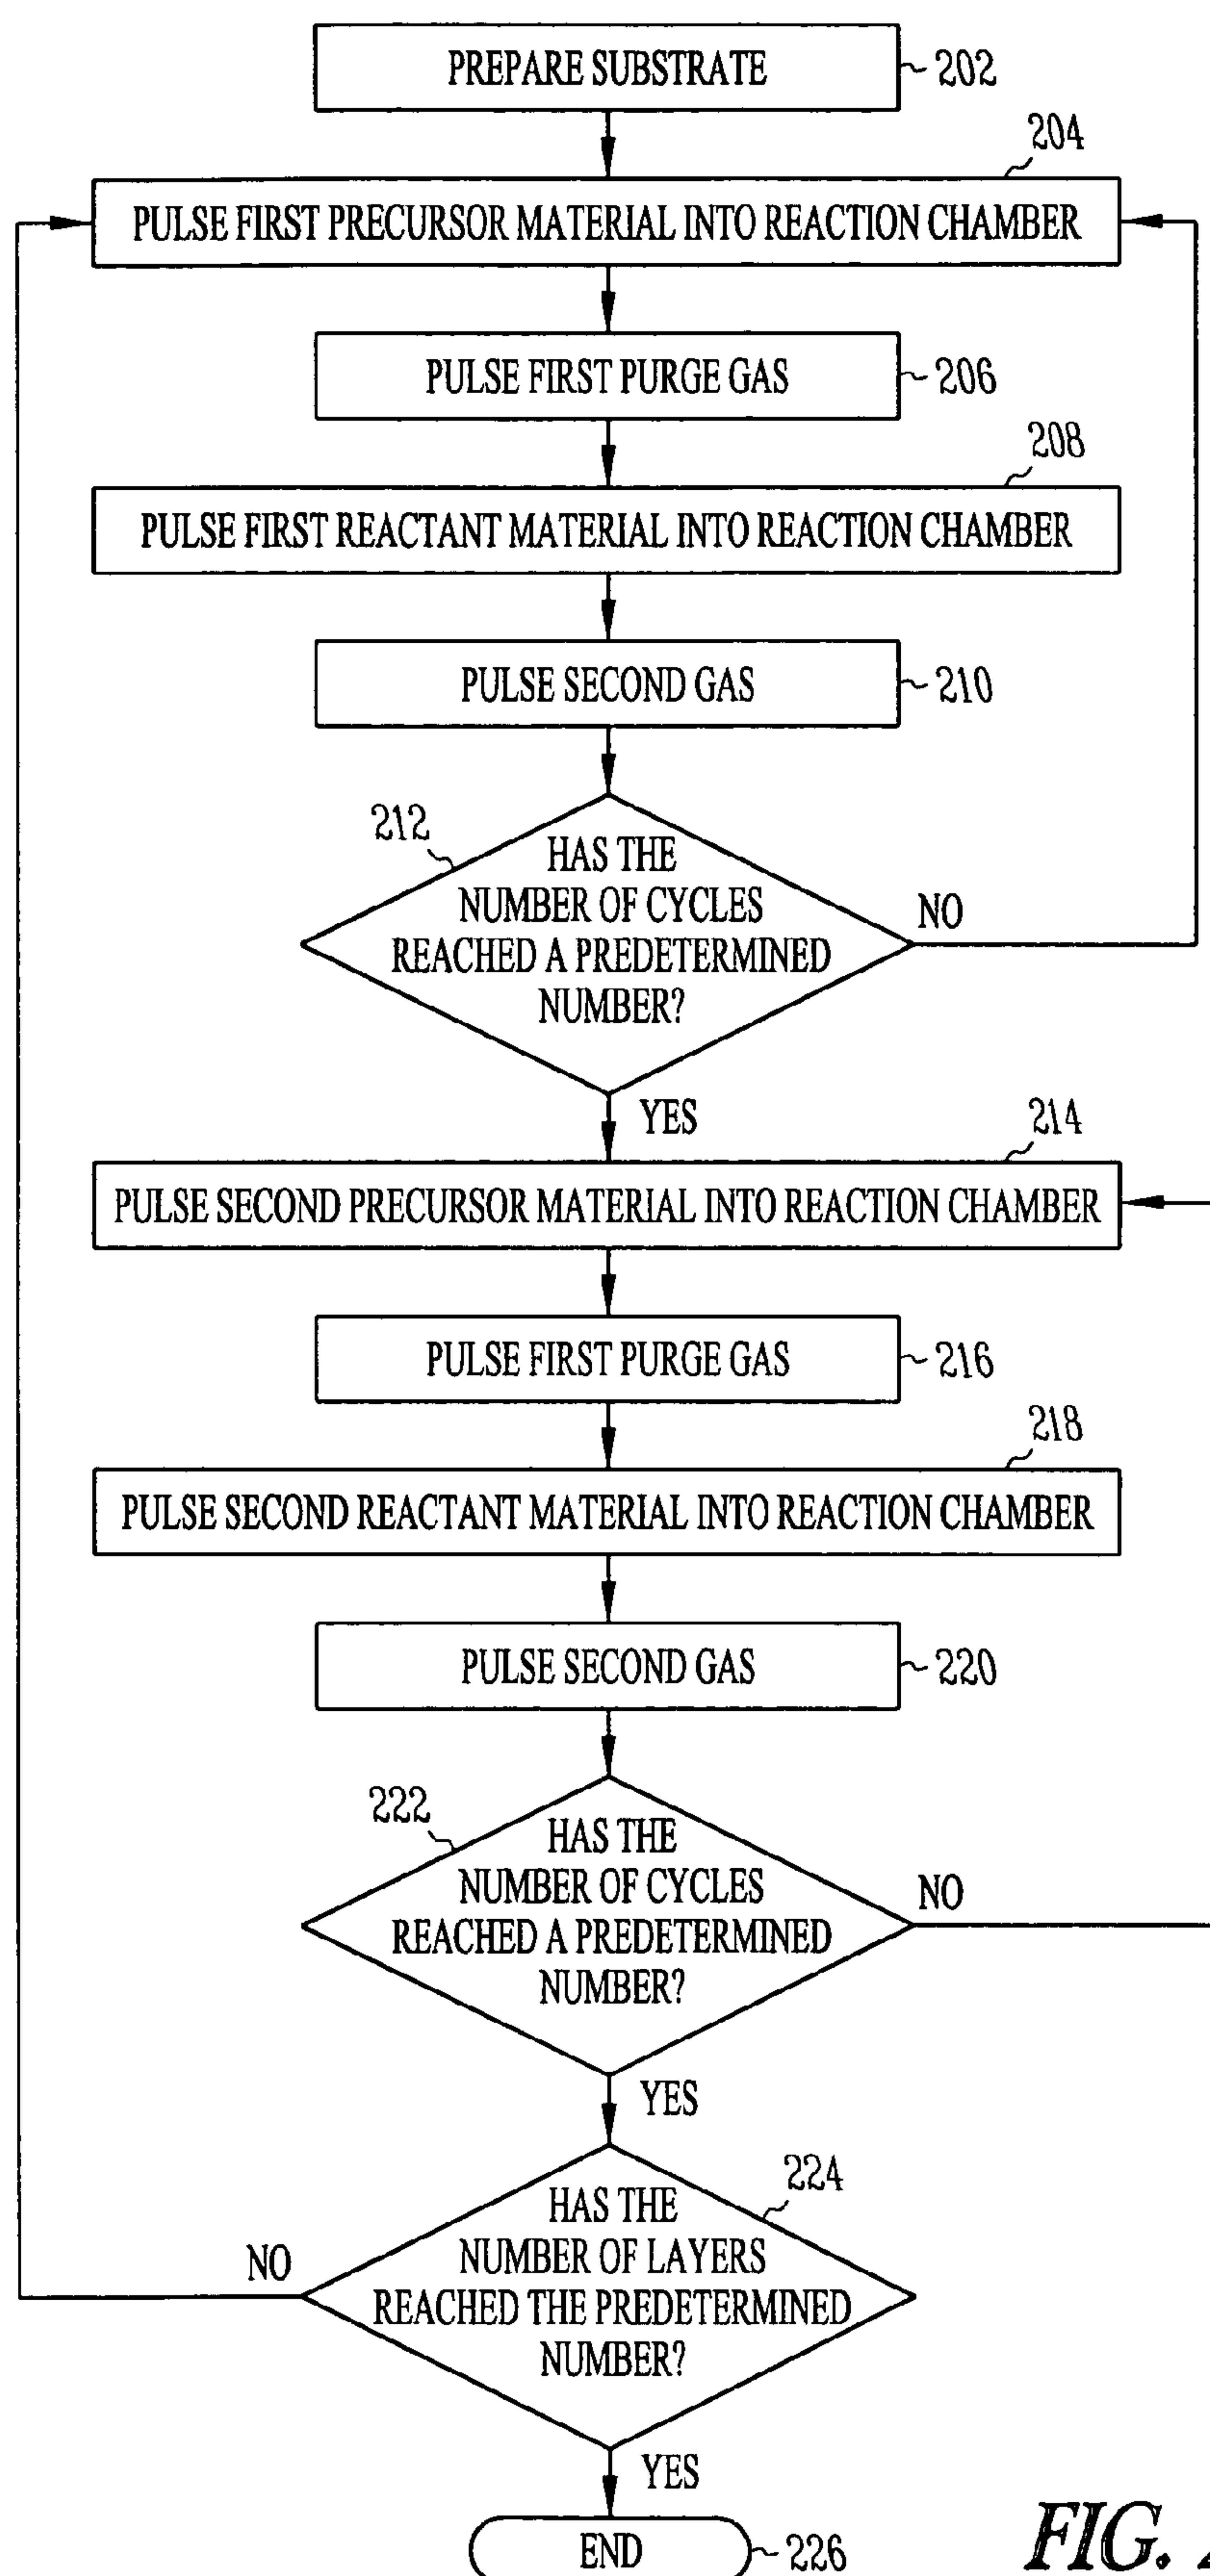 PREPARE SUBSTRATE
202
204
PULSE FIRST PRECURSOR MATERIAL INTO REACTION CHAMBER
PULSE FIRST PURGE GAS
206
208
PULSE FIRST REACTANT MATERIAL INTO REACTION CHAMBER
PULSE SECOND GAS
210
212
HAS THE
NUMBER OF CYCLES
REACHED A PREDETERMINED
NUMBER?
NO
YES
214
PULSE SECOND PRECURSOR MATERIAL INTO REACTION CHAMBER
PULSE FIRST PURGE GAS
216
218
PULSE SECOND REACTANT MATERIAL INTO REACTION CHAMBER
PULSE SECOND GAS
220
222
HAS THE
NUMBER OF CYCLES
REACHED A PREDETERMINED
NUMBER?
NO
YES
224
HAS THE
NUMBER OF LAYERS
REACHED THE PREDETERMINED
NUMBER?
NO
YES
END
226
FIG.